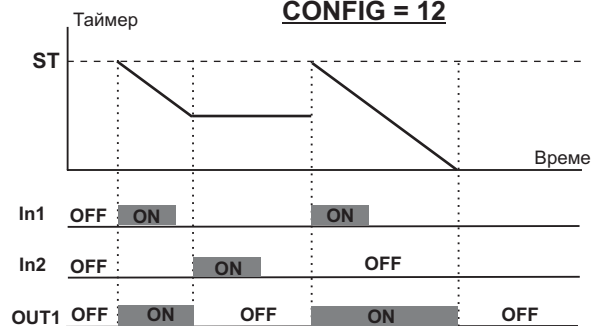 CONFIG = 12
Таймер
ST
Време
In1 OFF ON ON
In2 OFF ON OFF
OUT1 OFF ON OFF ON OFF